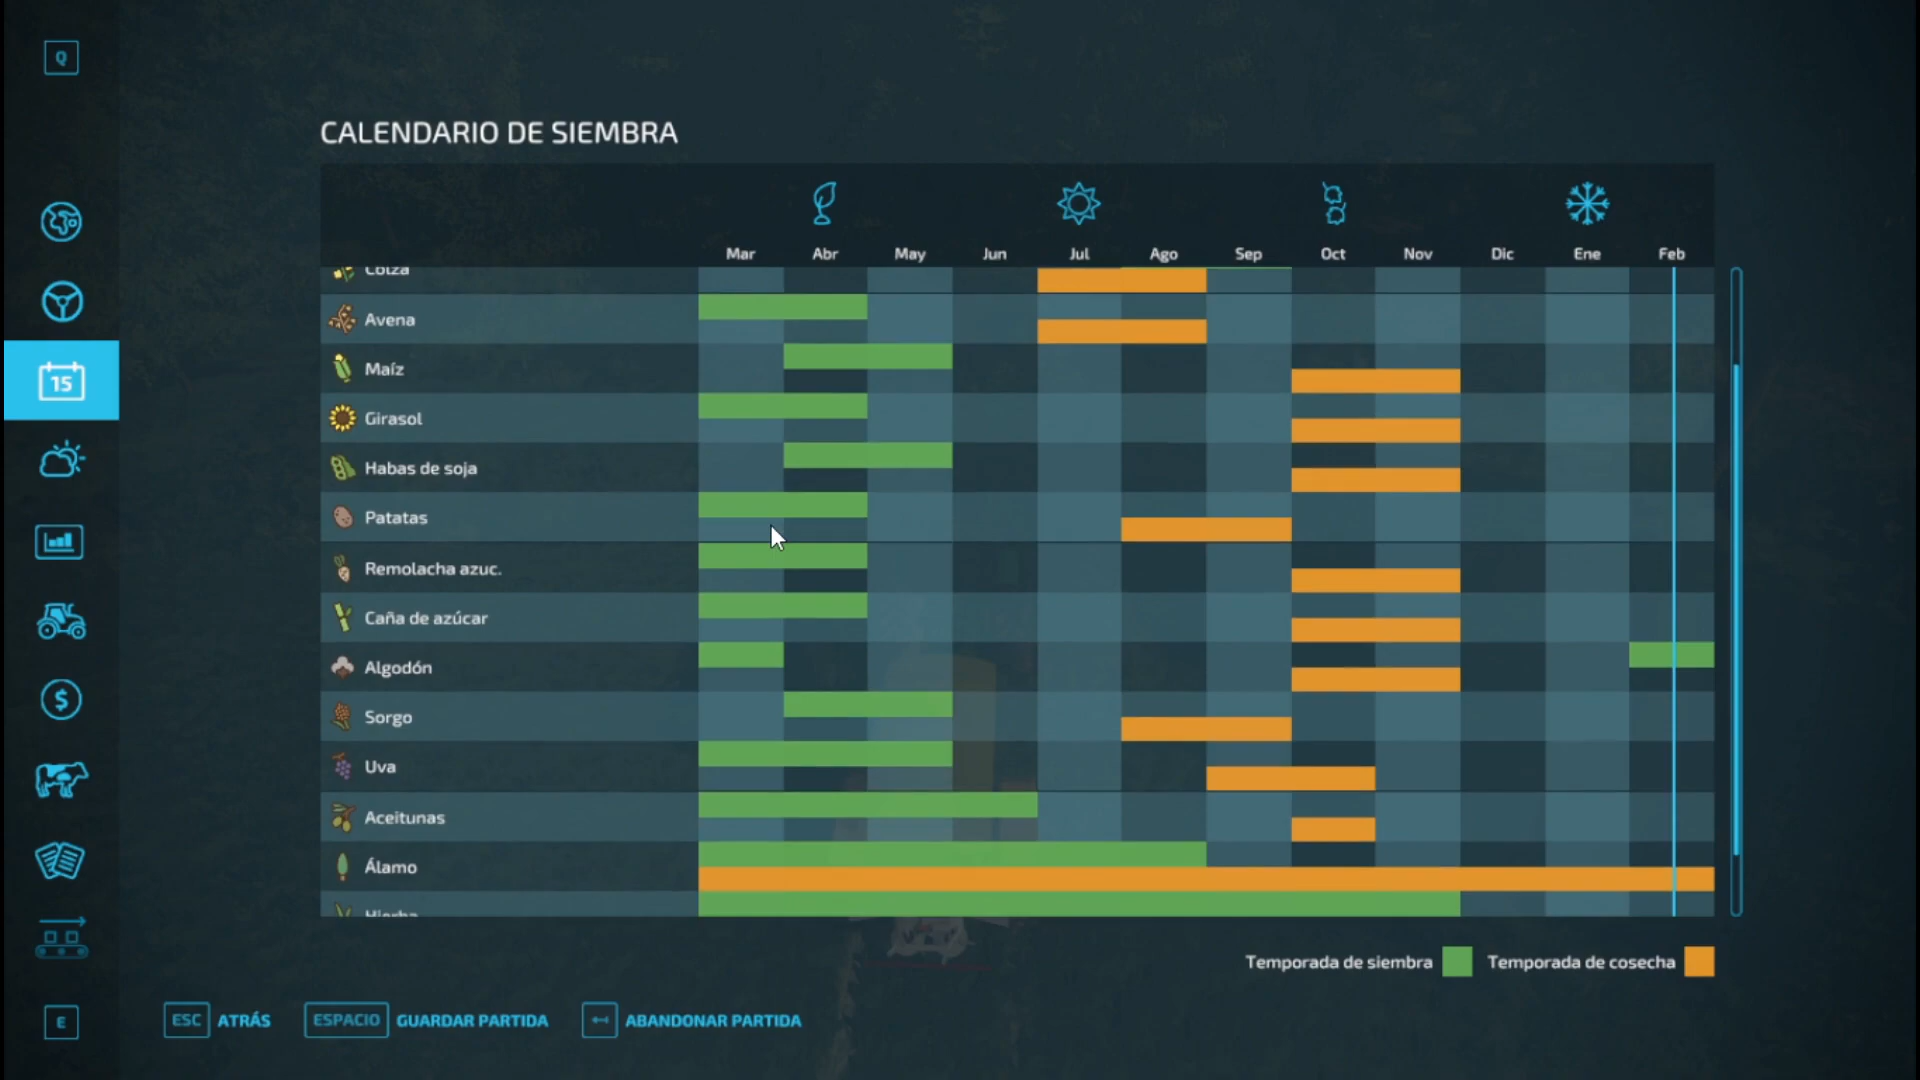 Q
CALENDARIO DE SIEMBRA
Mar Abr May Jun Jul Ago Sep Oct Nov Dic Ene Feb
Colza
Avena
15
Maíz
Girasol
Habas de soja
Patatas
Remolacha azuc.
Caña de azúcar
Algodón
Sorgo
Uva
Aceitunas
Álamo
Hierba
Temporada de siembra Temporada de cosecha
E
ESC ATRÁS ESPACIO GUARDAR PARTIDA ABANDONAR PARTIDA